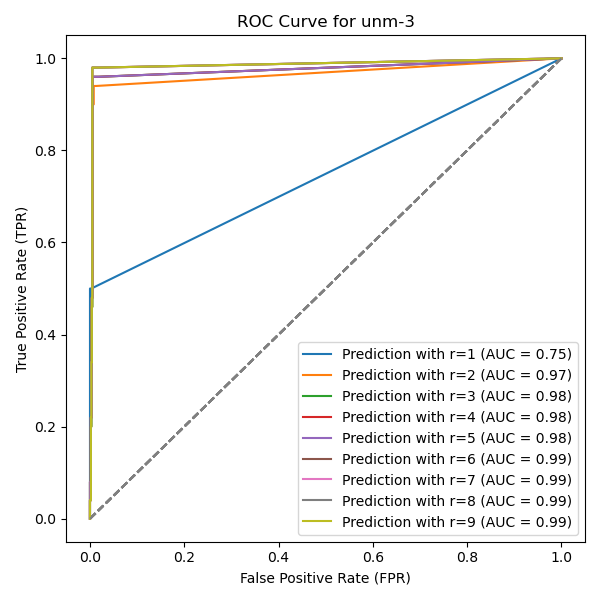 ROC Curve for unm-3
True Positive Rate (TPR)
1.0
0.8
0.6
0.4
0.2
0.0
Prediction with r=1 (AUC = 0.75)
Prediction with r=2 (AUC = 0.97)
Prediction with r=3 (AUC = 0.98)
Prediction with r=4 (AUC = 0.98)
Prediction with r=5 (AUC = 0.98)
Prediction with r=6 (AUC = 0.99)
Prediction with r=7 (AUC = 0.99)
Prediction with r=8 (AUC = 0.99)
Prediction with r=9 (AUC = 0.99)
0.0 0.2 0.4 0.6 0.8 1.0
False Positive Rate (FPR)